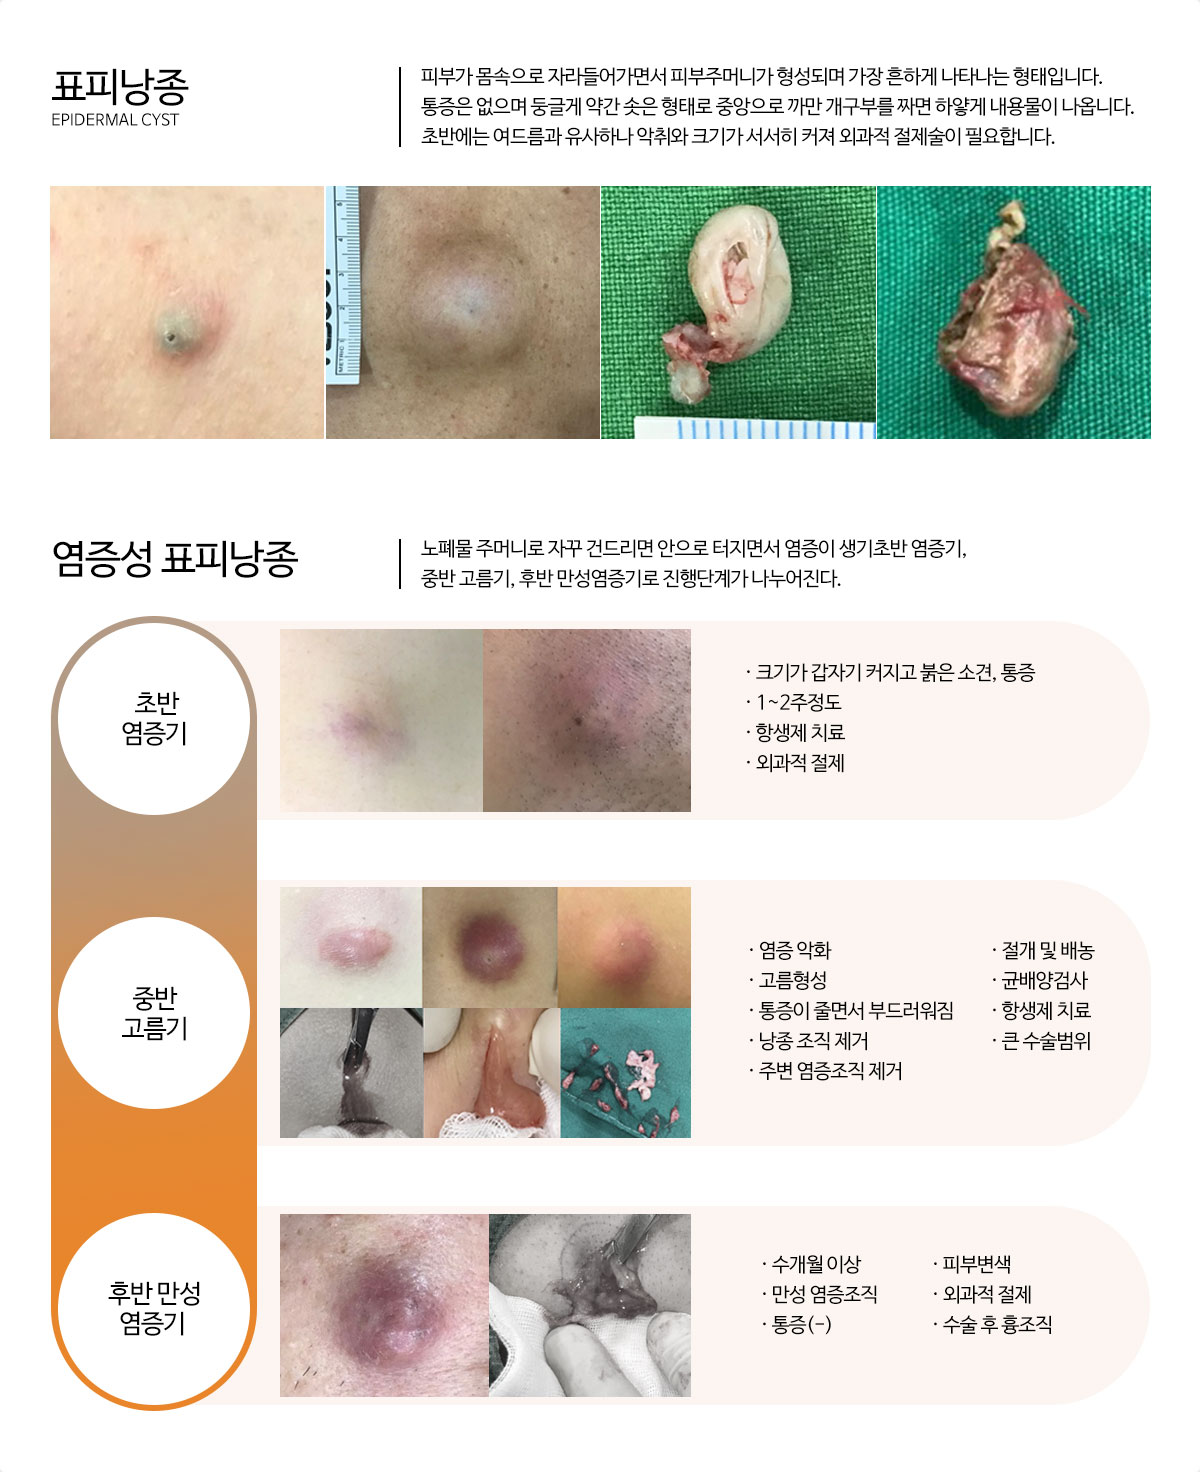 표피낭종
EPIDERMAL CYST
피부가 몸속으로 자라들어가면서 피부주머니가 형성되며 가장 흔하게 나타나는 형태입니다.
통증은 없으며 둥글게 약간 솟은 형태로 중앙으로 까만 개구부를 짜면 하얗게 내용물이 나옵니다.
초반에는 여드름과 유사하나 악취와 크기가 서서히 커져 외과적 절제술이 필요합니다.
염증성 표피낭종
노폐물 주머니로 자꾸 건드리면 안으로 터지면서 염증이 생기초반 염증기,
중반 고름기, 후반 만성염증기로 진행단계가 나누어진다.
초반
염증기
· 크기가 갑자기 커지고 붉은 소견, 통증
· 1~2주정도
· 항생제 치료
· 외과적 절제
중반
고름기
· 염증 악화
· 고름형성
· 통증이 줄면서 부드러워짐
· 낭종 조직 제거
· 주변 염증조직 제거
· 절개 및 배농
· 균배양검사
· 항생제 치료
· 큰 수술범위
후반 만성
염증기
· 수개월 이상
· 만성 염증조직
· 통증(-)
· 피부변색
· 외과적 절제
· 수술 후 흉조직